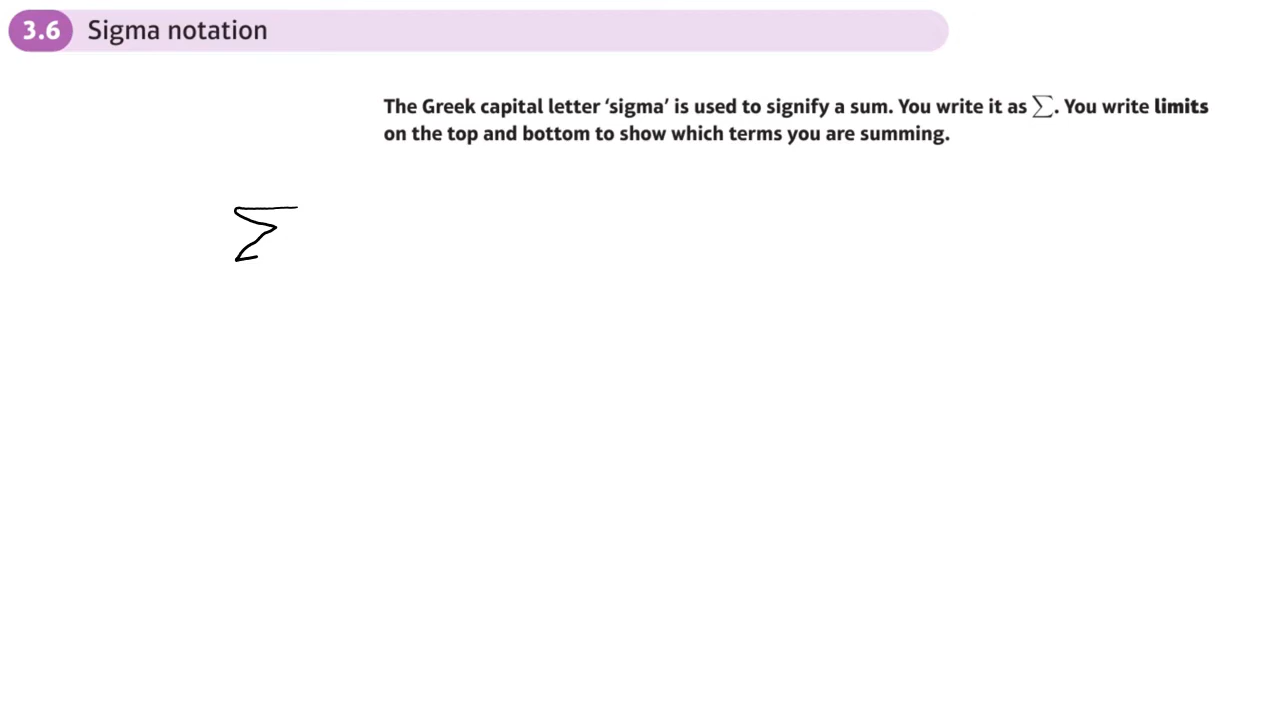 3.6 Sigma notation
The Greek capital letter ‘sigma’ is used to signify a sum. You write it as ∑. You write limits
on the top and bottom to show which terms you are summing.
∑